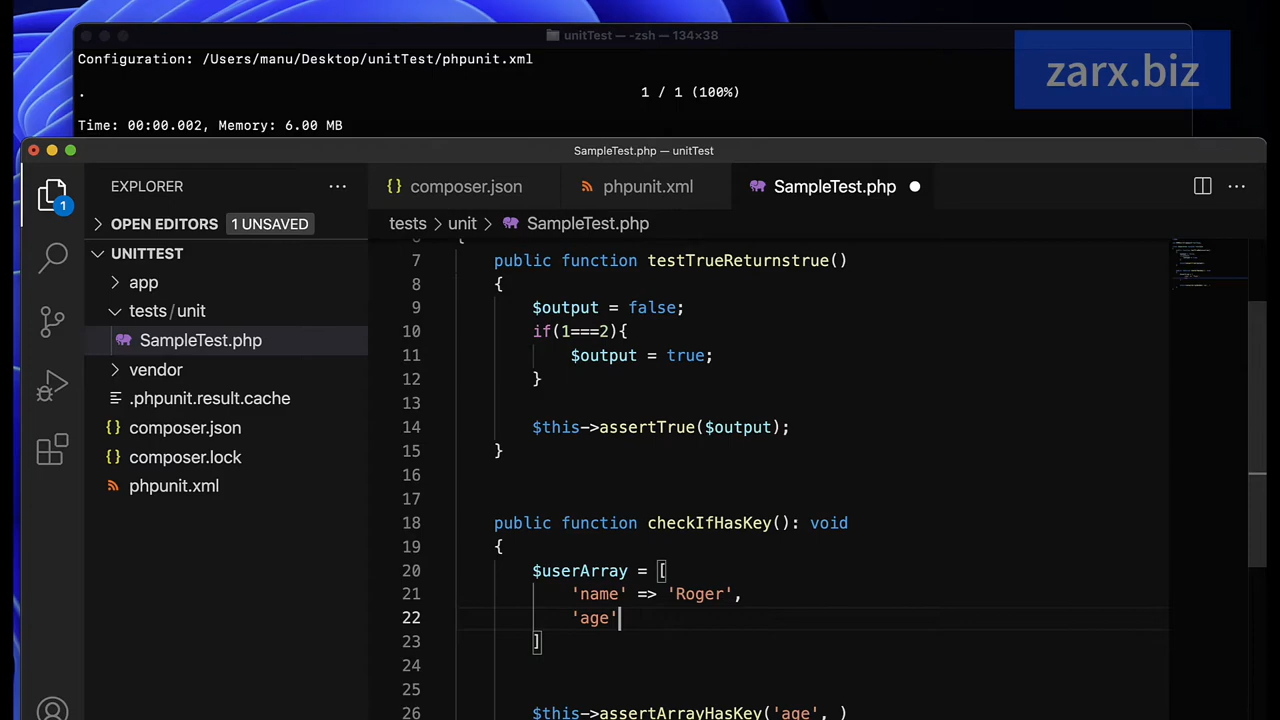 unitTest — -zsh — 134×38
Configuration: /Users/manu/Desktop/unitTest/phpunit.xml
zarx.biz
. 1 / 1 (100%)
Time: 00:00.002, Memory: 6.00 MB
SampleTest.php — unitTest
EXPLORER ···
composer.json phpunit.xml SampleTest.php
1
OPEN EDITORS 1 UNSAVED
tests > unit > SampleTest.php
UNITTEST
app
tests / unit
SampleTest.php
vendor
.phpunit.result.cache
composer.json
composer.lock
phpunit.xml
7 public function testTrueReturnstrue()
8 {
9 $output = false;
10 if(1===2){
11 $output = true;
12 }
13
14 $this->assertTrue($output);
15 }
16
17
18 public function checkIfHasKey(): void
19 {
20 $userArray = [
21 'name' => 'Roger',
22 'age'
23 ]
24
25
26 $this->assertArrayHasKey('age', )